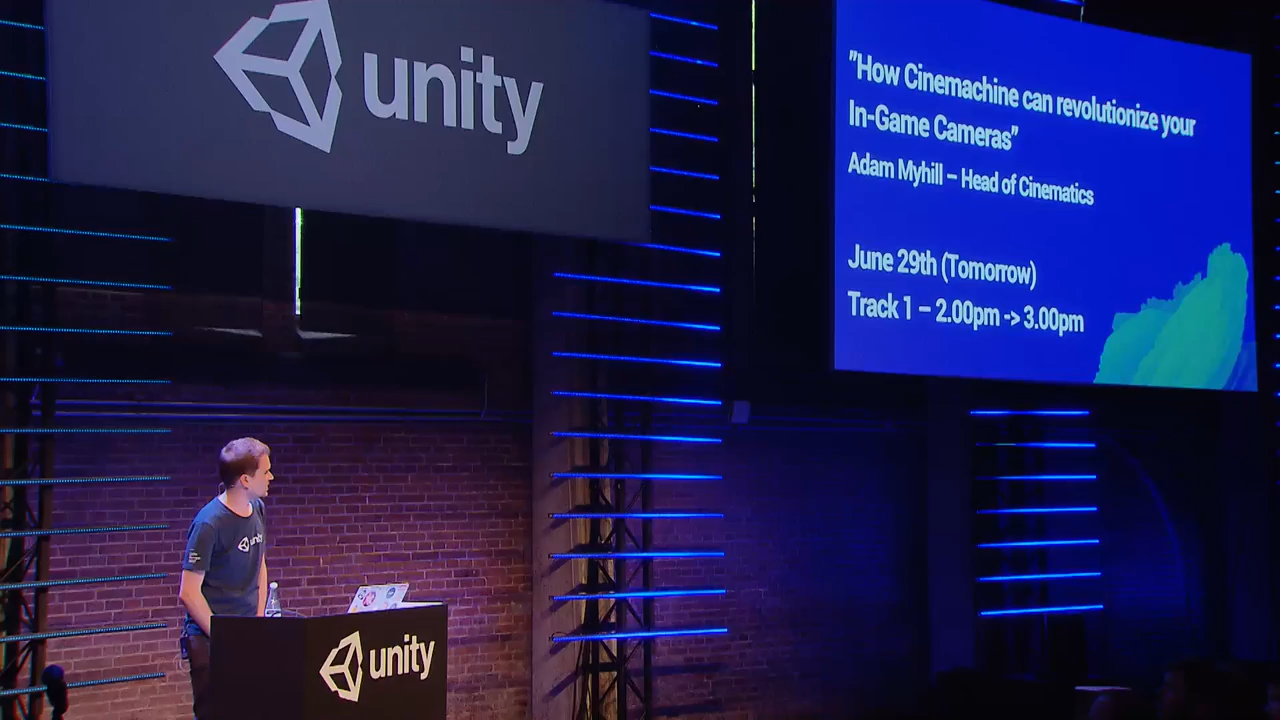 unity
"How Cinemachine can revolutionize your
In-Game Cameras"
Adam Myhill – Head of Cinematics
June 29th (Tomorrow)
Track 1 – 2.00pm -> 3.00pm
unity
unity